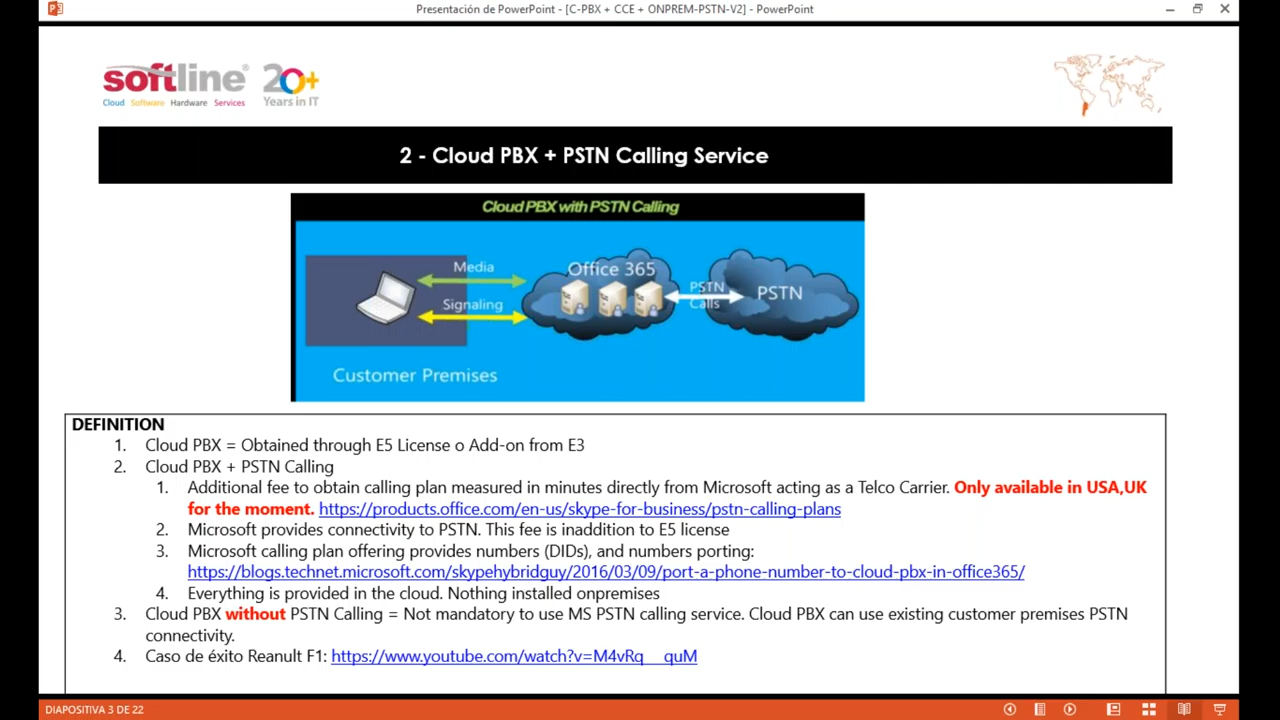 Presentación de PowerPoint - [C-PBX + CCE + ONPREM-PSTN-V2] - PowerPoint
softline® 20+
Cloud Software Hardware Services Years in IT
2 - Cloud PBX + PSTN Calling Service
Cloud PBX with PSTN Calling
Media
Office 365
Signaling
PSTN
Calls
PSTN
Customer Premises
DEFINITION
1. Cloud PBX = Obtained through E5 License o Add-on from E3
2. Cloud PBX + PSTN Calling
1. Additional fee to obtain calling plan measured in minutes directly from Microsoft acting as a Telco Carrier. Only available in USA,UK
for the moment. https://products.office.com/en-us/skype-for-business/pstn-calling-plans
2. Microsoft provides connectivity to PSTN. This fee is inaddition to E5 license
3. Microsoft calling plan offering provides numbers (DIDs), and numbers porting:
https://blogs.technet.microsoft.com/skypehybridguy/2016/03/09/port-a-phone-number-to-cloud-pbx-in-office365/
4. Everything is provided in the cloud. Nothing installed onpremises
3. Cloud PBX without PSTN Calling = Not mandatory to use MS PSTN calling service. Cloud PBX can use existing customer premises PSTN
connectivity.
4. Caso de éxito Reanult F1: https://www.youtube.com/watch?v=M4vRq__quM
DIAPOSITIVA 3 DE 22